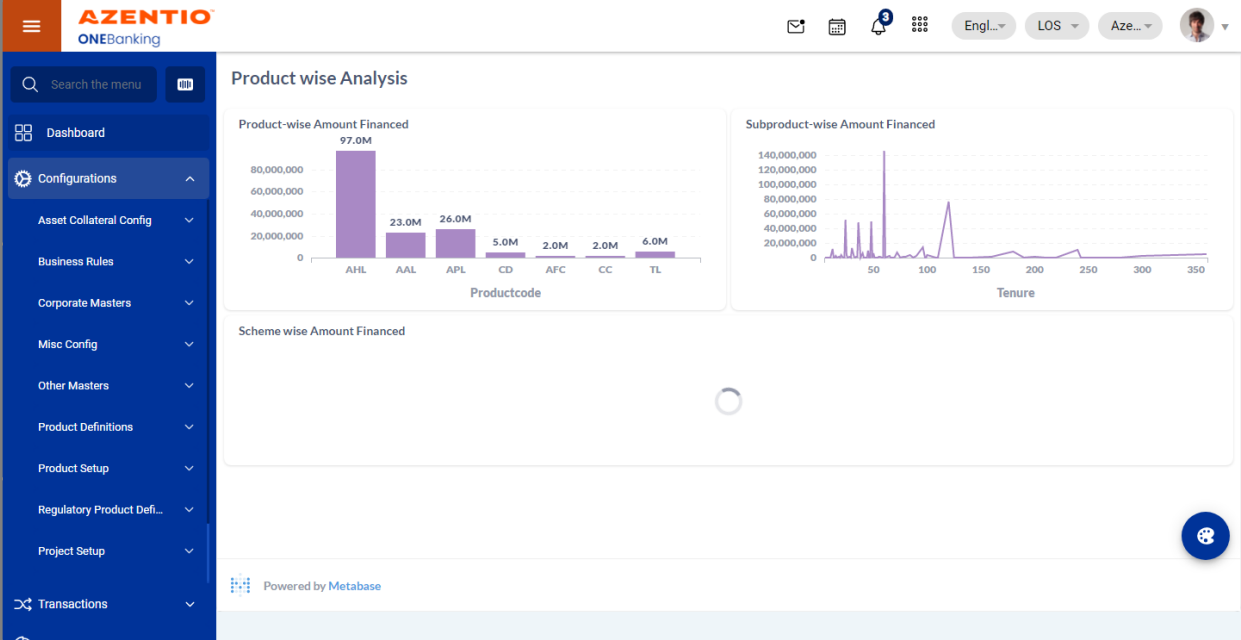 AZENTIO
ONEBanking
3
Engl...
LOS
Aze...
Search the menu
Dashboard
Configurations
Asset Collateral Config
Business Rules
Corporate Masters
Misc Config
Other Masters
Product Definitions
Product Setup
Regulatory Product Defi...
Project Setup
Transactions
Product wise Analysis
Product-wise Amount Financed
97.0M
80,000,000
60,000,000
40,000,000
20,000,000
0
23.0M
26.0M
5.0M
2.0M
2.0M
6.0M
AHL AAL APL CD AFC CC TL
Productcode
Subproduct-wise Amount Financed
140,000,000
120,000,000
100,000,000
80,000,000
60,000,000
40,000,000
20,000,000
0
50 100 150 200 250 300 350
Tenure
Scheme wise Amount Financed
Powered by Metabase